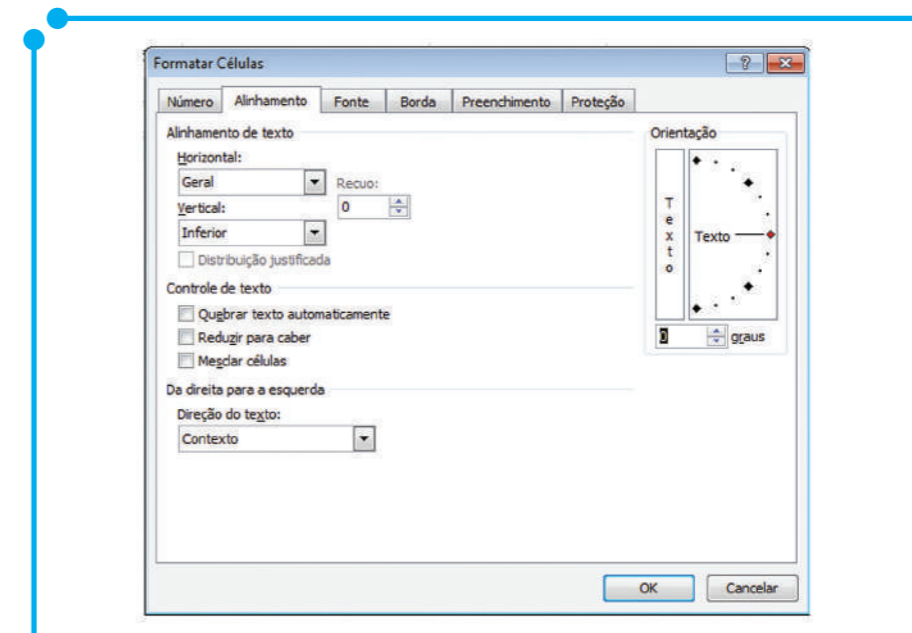 Formatar Células
Número Alinhamento Fonte Borda Preenchimento Proteção
Alinhamento de texto
Horizontal:
Geral
Recuo:
0
Vertical:
Inferior
Distribuição justificada
Controle de texto
Quebrar texto automaticamente
Reduzir para caber
Mesclar células
Da direita para a esquerda
Direção do texto:
Contexto
Orientação
Texto
Texto
0 graus
OK Cancelar